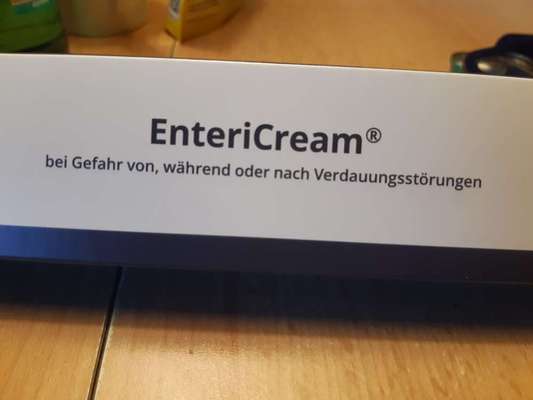 EnteriCream®
bei Gefahr von, während oder nach Verdauungsstörungen